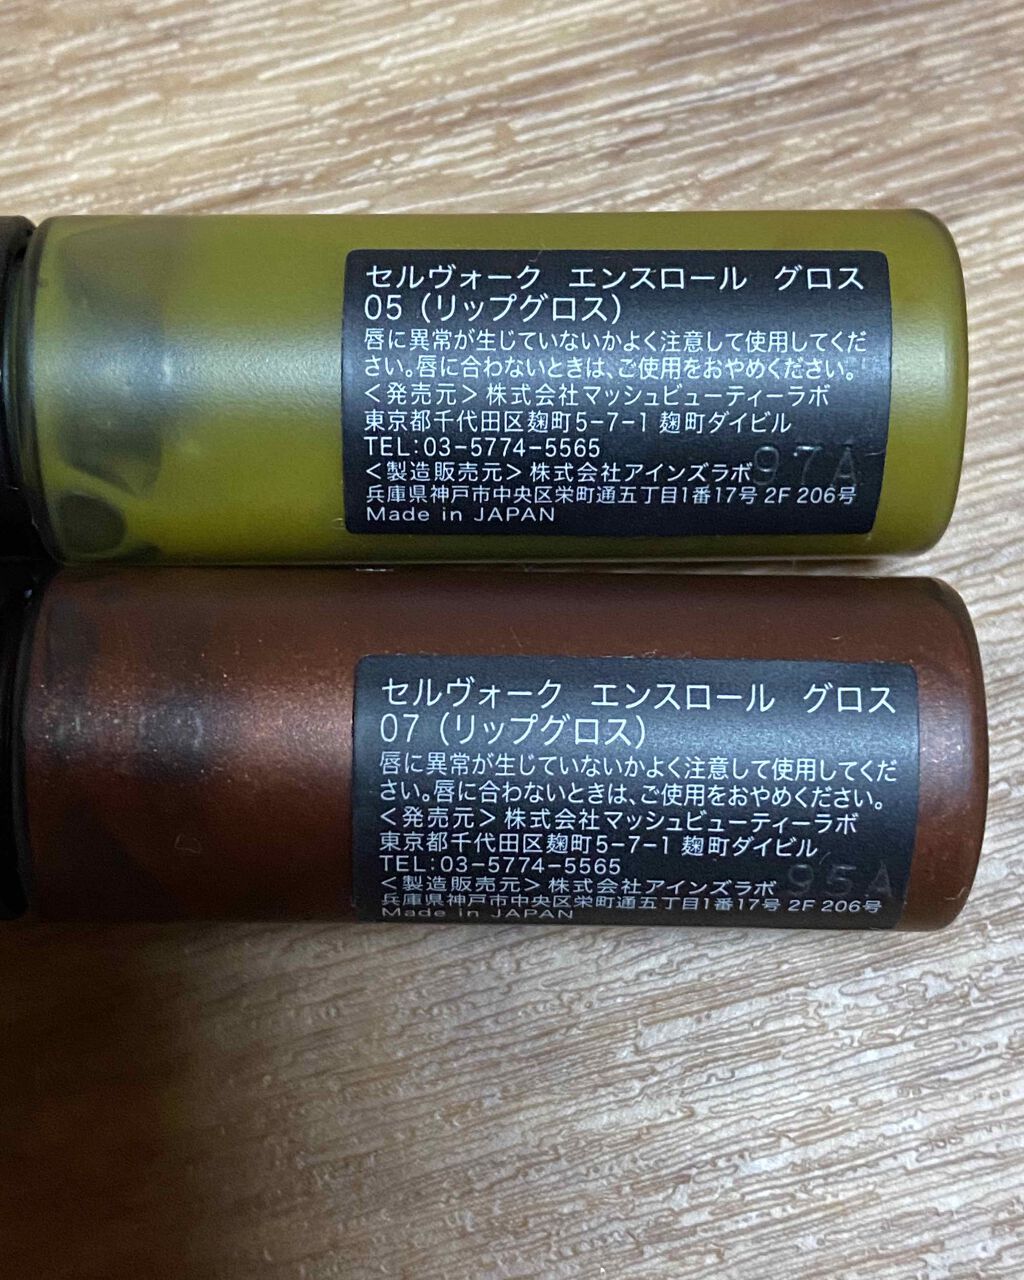 セルヴォーク エンスロール グロス
05（リップグロス）
唇に異常が生じていないかよく注意して使用してくだ
さい。唇に合わないときは、ご使用をおやめください。
＜発売元＞株式会社マッシュビューティーラボ
東京都千代田区麹町5-7-1 麹町ダイビル
TEL:03-5774-5565
＜製造販売元＞株式会社アインズラボ
97A
兵庫県神戸市中央区栄町通五丁目1番17号 2F 206号
Made in JAPAN
セルヴォーク エンスロール グロス
07（リップグロス）
唇に異常が生じていないかよく注意して使用してくだ
さい。唇に合わないときは、ご使用をおやめください。
＜発売元＞株式会社マッシュビューティーラボ
東京都千代田区麹町5-7-1 麹町ダイビル
TEL:03-5774-5565
＜製造販売元＞株式会社アインズラボ
95A
兵庫県神戸市中央区栄町通五丁目1番17号 2F 206号
Made in JAPAN